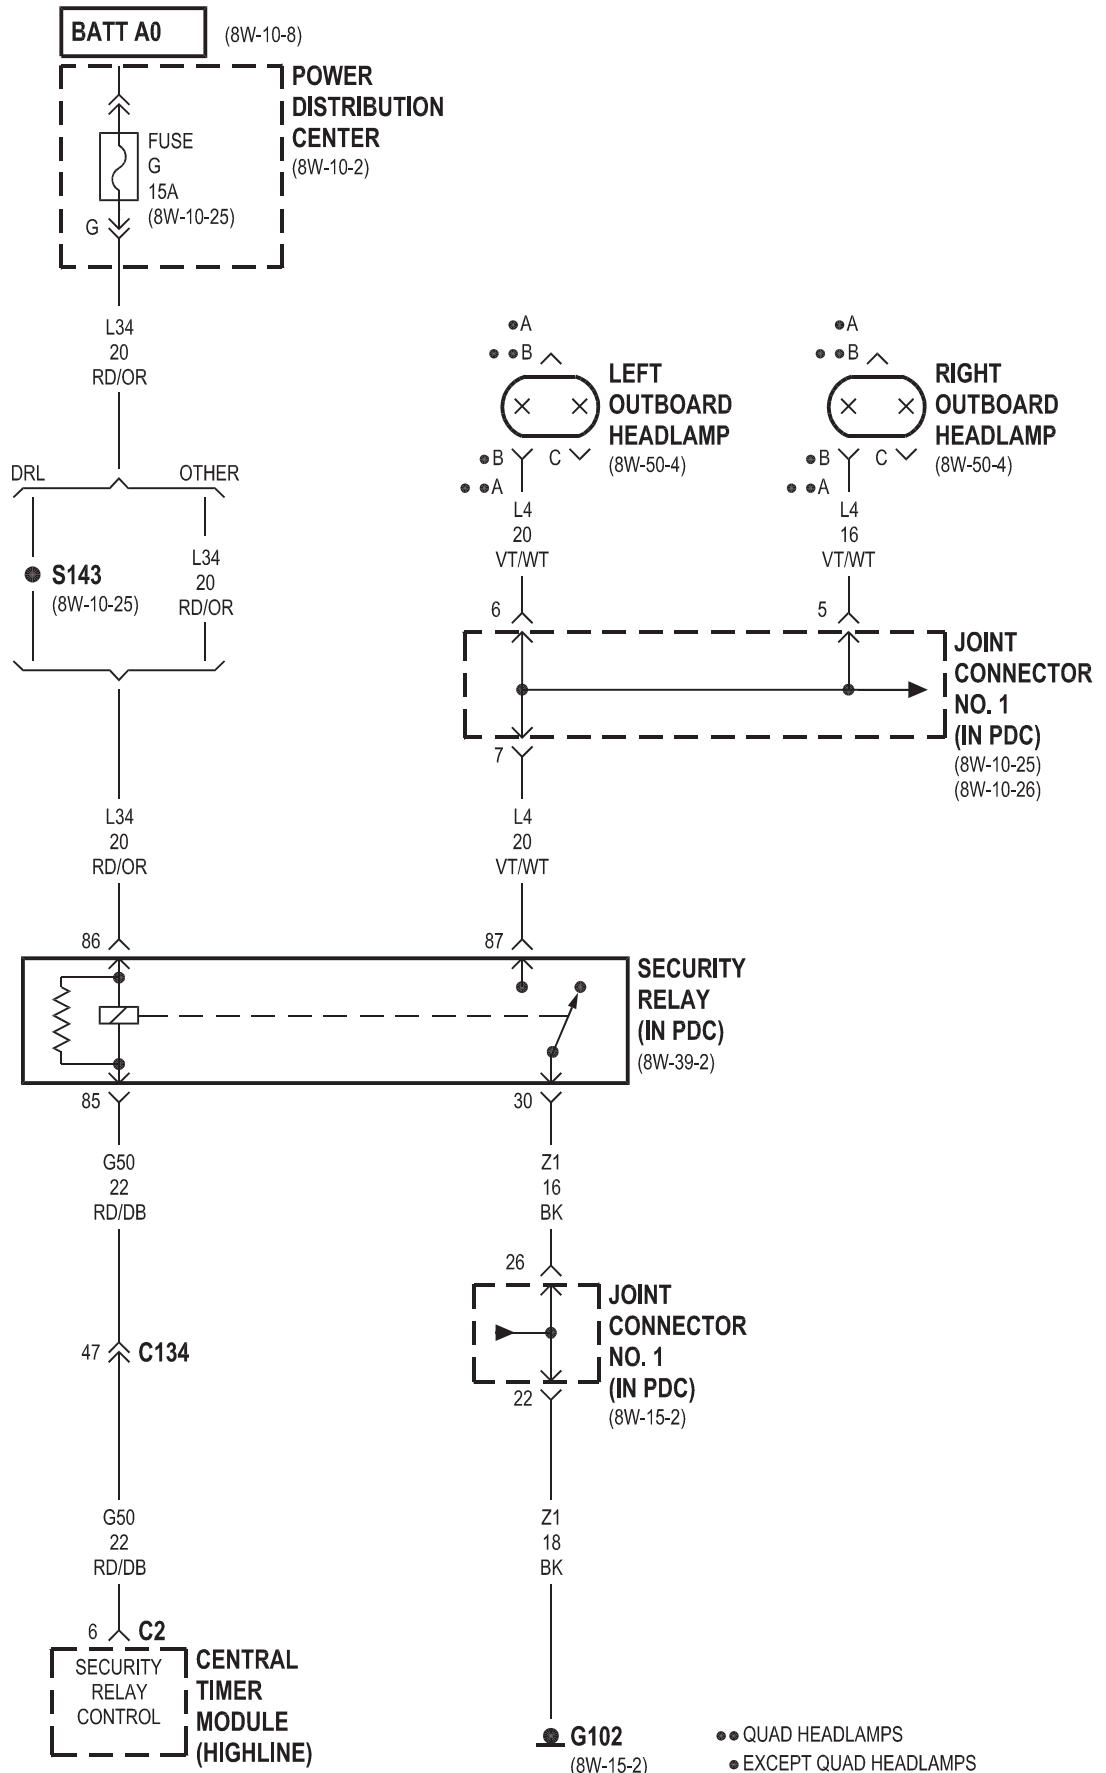 BATT A0
(8W-10-8)
POWER
DISTRIBUTION
CENTER
(8W-10-2)
FUSE
G
15A
(8W-10-25)
G
L34
20
RD/OR
DRL
OTHER
S143
(8W-10-25)
L34
20
RD/OR
L34
20
RD/OR
A
B
LEFT
OUTBOARD
HEADLAMP
(8W-50-4)
B
C
A
L4
20
VT/WT
A
B
RIGHT
OUTBOARD
HEADLAMP
(8W-50-4)
B
C
A
L4
16
VT/WT
6
5
JOINT
CONNECTOR
NO. 1
(IN PDC)
(8W-10-25)
(8W-10-26)
7
L4
20
VT/WT
86
87
SECURITY
RELAY
(IN PDC)
(8W-39-2)
85
30
G50
22
RD/DB
Z1
16
BK
47
C134
26
JOINT
CONNECTOR
NO. 1
(IN PDC)
(8W-15-2)
22
G50
22
RD/DB
Z1
18
BK
6
C2
SECURITY
RELAY
CONTROL
CENTRAL
TIMER
MODULE
(HIGHLINE)
G102
(8W-15-2)
QUAD HEADLAMPS
EXCEPT QUAD HEADLAMPS